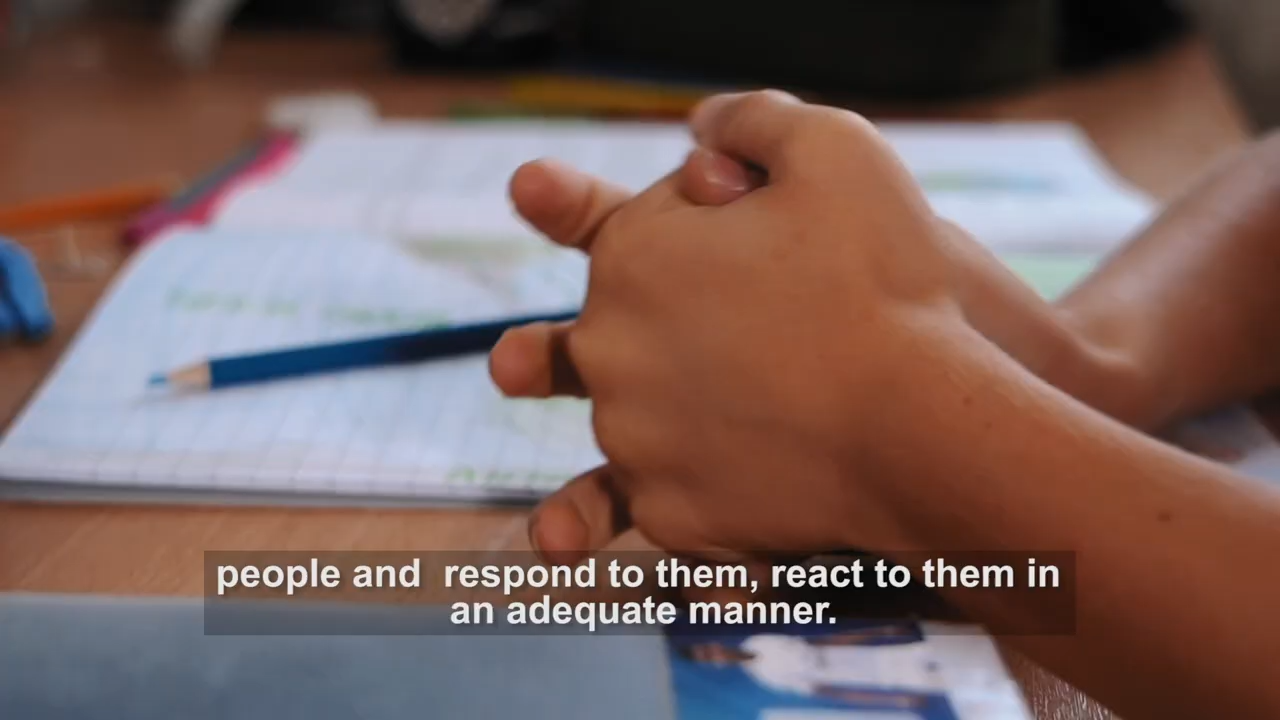 people and  respond to them, react to them in
an adequate manner.